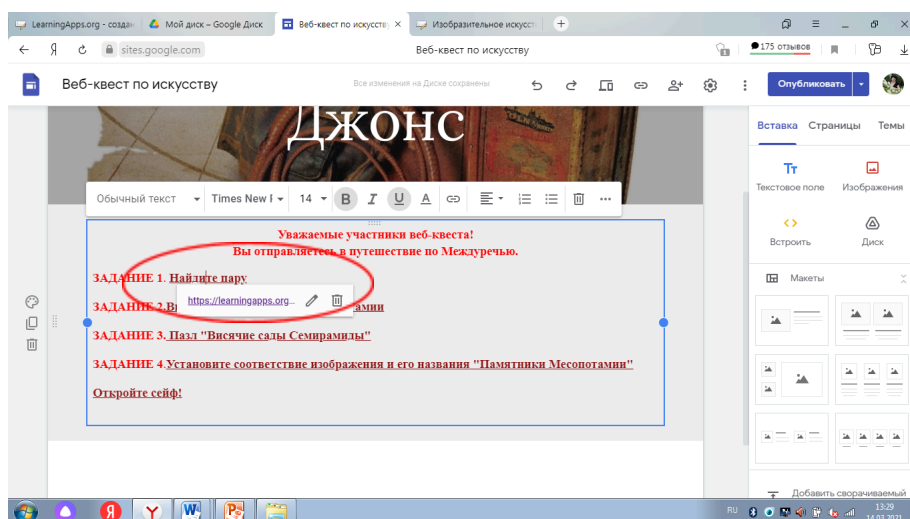 LearningApps.org - создан
Мой диск – Google Диск
Веб-квест по искусству
Изобразительное искусст
sites.google.com
Веб-квест по искусству
175 отзывов
Веб-квест по искусству
Все изменения на Диске сохранены
Опубликовать
Джонс
Вставка Страницы Темы
Текстовое поле Изображения
Встроить Диск
Макеты
Обычный текст Times New 14 B I U A
Уважаемые участники веб-квеста!
Вы отправляетесь в путешествие по Междуречью.
ЗАДАНИЕ 1. Найдите пару
https://learningapps.org...
ЗАДАНИЕ 2.
ЗАДАНИЕ 3. Пазл "Висячие сады Семирамиды"
ЗАДАНИЕ 4.Установите соответствие изображения и его названия "Памятники Месопотамии"
Откройте сейф!
Добавить сворачиваемый
RU
13:29
14.03.2021